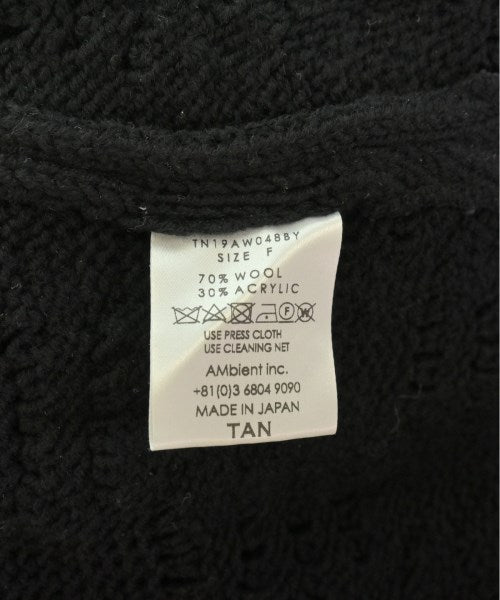 TN19AW048BY
SIZE F
70% WOOL
30% ACRYLIC
F W
USE PRESS CLOTH
USE CLEANING NET
AMbient inc.
+81(0)3 6804 9090
MADE IN JAPAN
TAN